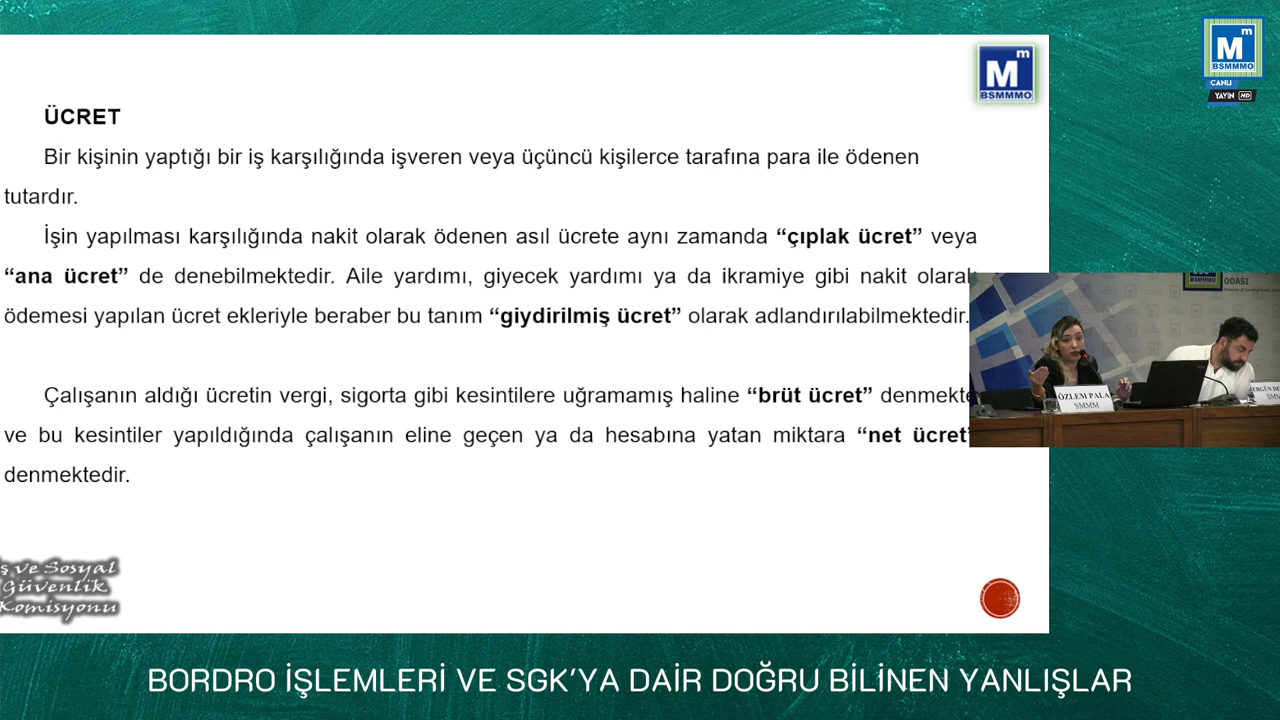 M m
BSMMMO
CANLI
YAYIN HD
M m
BSMMMO
ÜCRET
Bir kişinin yaptığı bir iş karşılığında işveren veya üçüncü kişilerce tarafına para ile ödenen
tutardır.
İşin yapılması karşılığında nakit olarak ödenen asıl ücrete aynı zamanda “çıplak ücret” veya
“ana ücret” de denebilmektedir. Aile yardımı, giyecek yardımı ya da ikramiye gibi nakit olarak
ödemesi yapılan ücret ekleriyle beraber bu tanım “giydirilmiş ücret” olarak adlandırılabilmektedir.
Çalışanın aldığı ücretin vergi, sigorta gibi kesintilere uğramamış haline “brüt ücret” denmekte
ve bu kesintiler yapıldığında çalışanın eline geçen ya da hesabına yatan miktara “net ücret”
denmektedir.
BSMMMO
ODASI
ÖZLEM PALA
SMMM
ş ve Sosyal
Güvenlik
Komisyonu
BORDRO İŞLEMLERİ VE SGK'YA DAİR DOĞRU BİLİNEN YANLIŞLAR